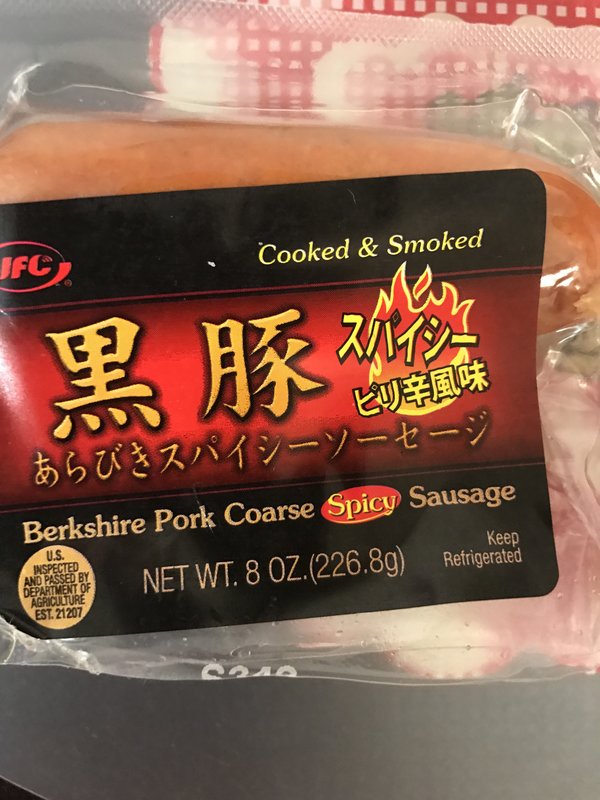 JFC
Cooked & Smoked
黒豚
スパイシー
ピリ辛風味
あらびきスパイシーソーセージ
Berkshire Pork Coarse Spicy Sausage
U.S.
INSPECTED
AND PASSED BY
DEPARTMENT OF
AGRICULTURE
EST. 21207
NET WT. 8 OZ.(226.8g)
Keep
Refrigerated